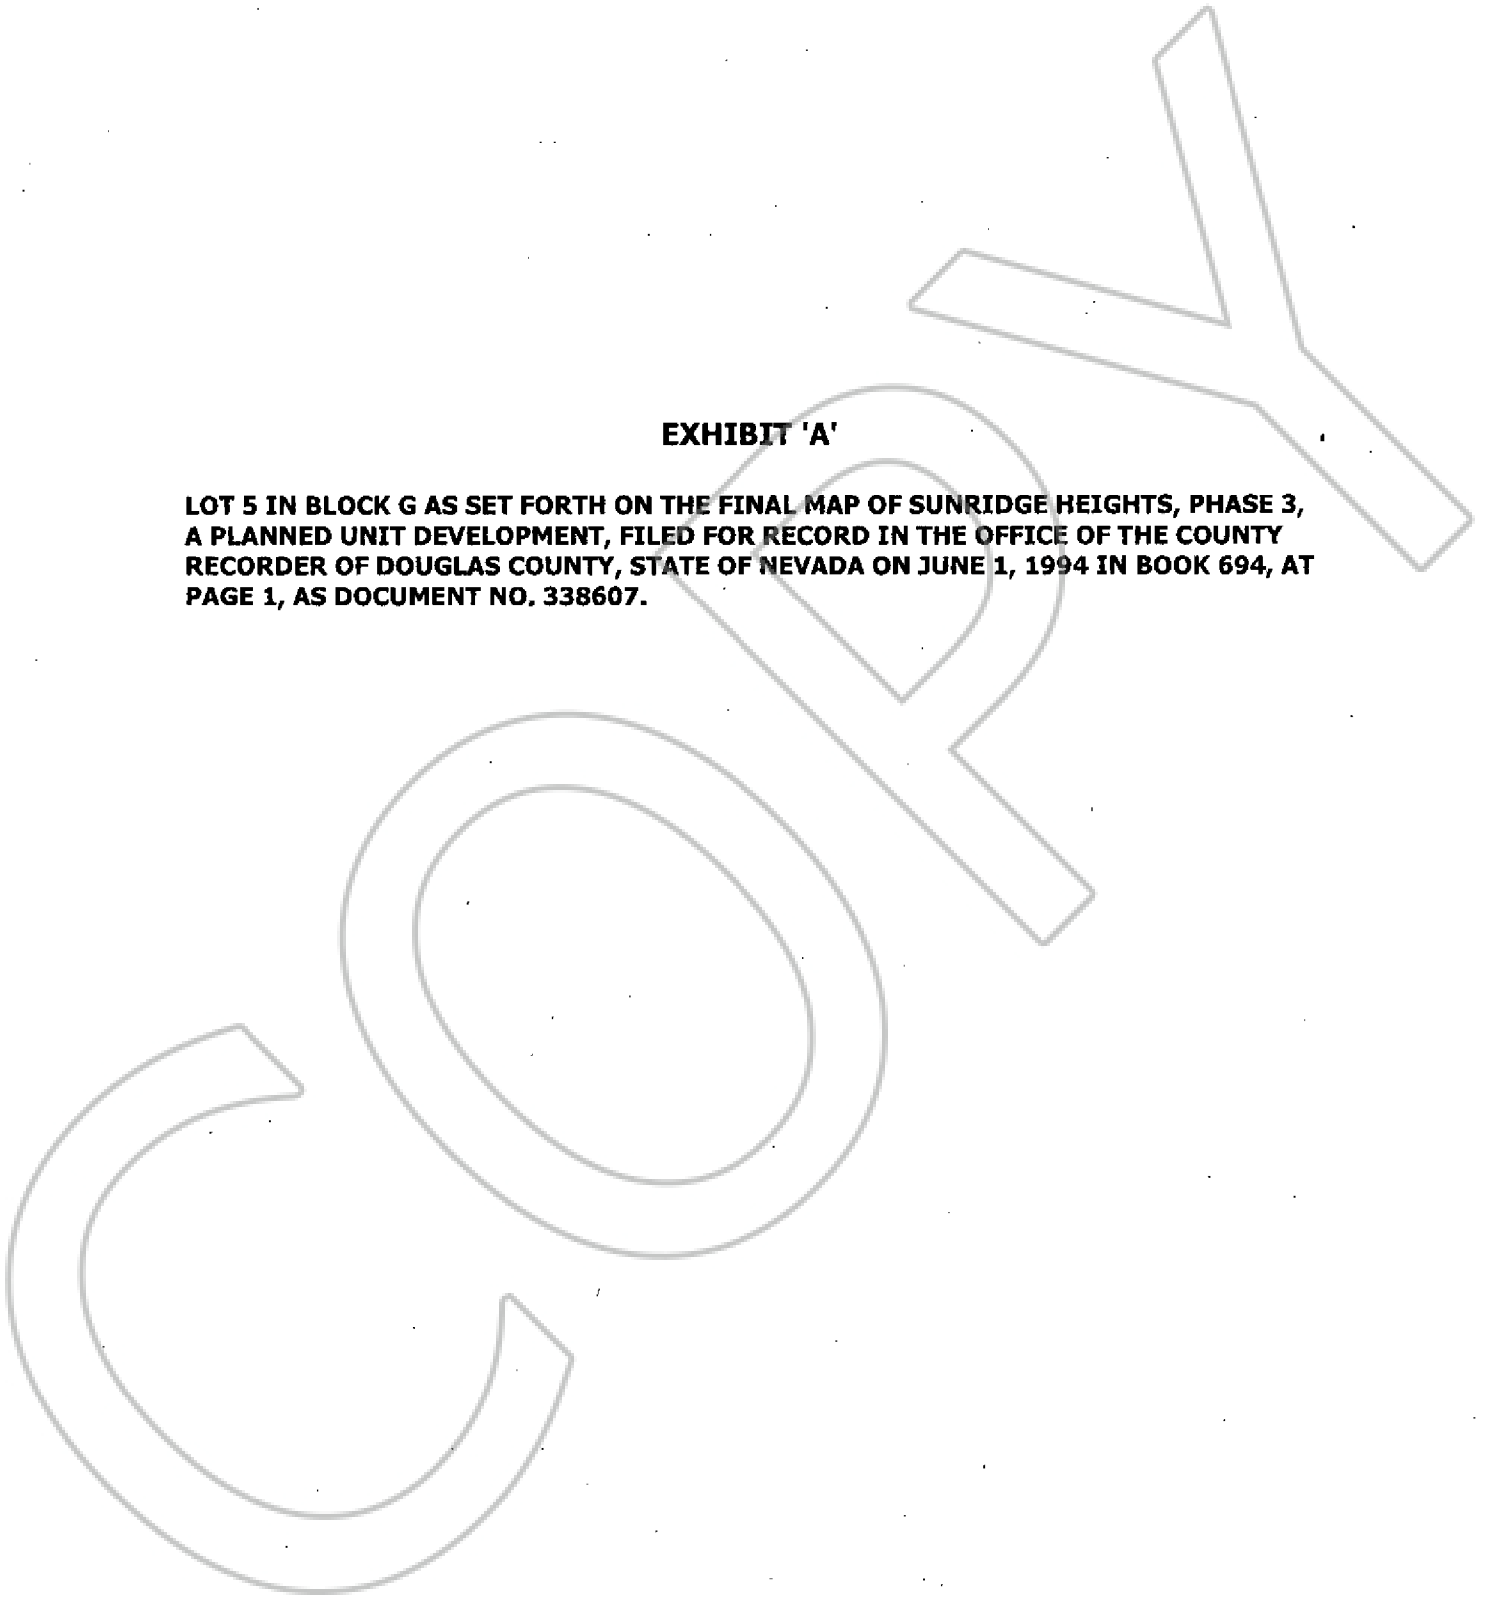 EXHIBIT 'A'
LOT 5 IN BLOCK G AS SET FORTH ON THE FINAL MAP OF SUNRIDGE HEIGHTS, PHASE 3,
A PLANNED UNIT DEVELOPMENT, FILED FOR RECORD IN THE OFFICE OF THE COUNTY
RECORDER OF DOUGLAS COUNTY, STATE OF NEVADA ON JUNE 1, 1994 IN BOOK 694, AT
PAGE 1, AS DOCUMENT NO. 338607.
COPY